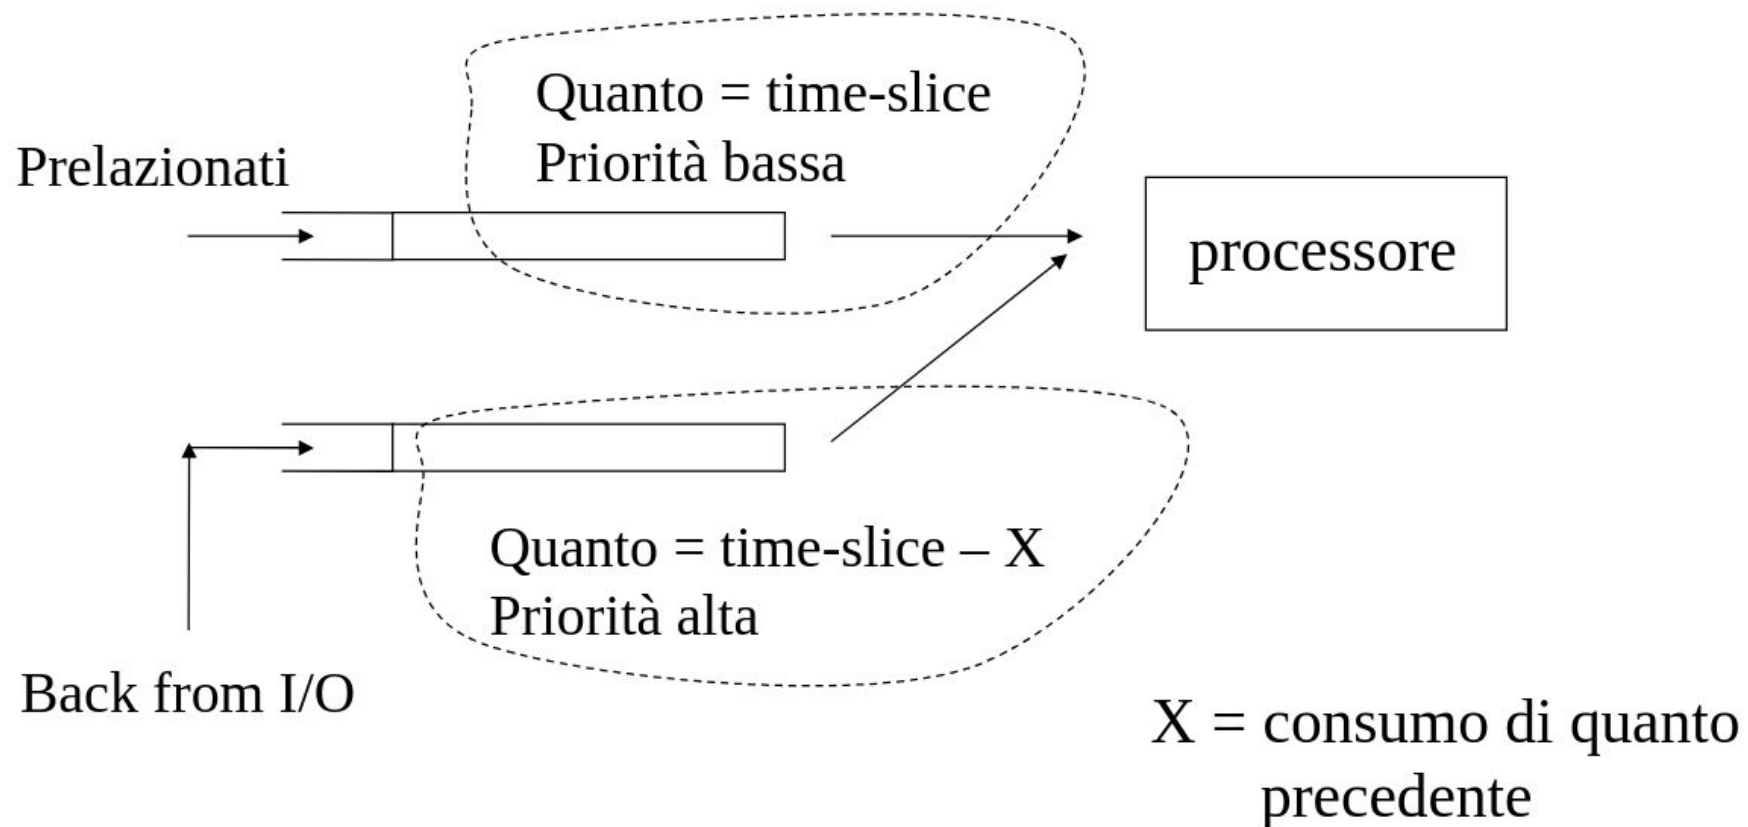 Quanto = time-slice
Priorità bassa
Prelazionati
processore
Quanto = time-slice – X
Priorità alta
Back from I/O
X = consumo di quanto
precedente